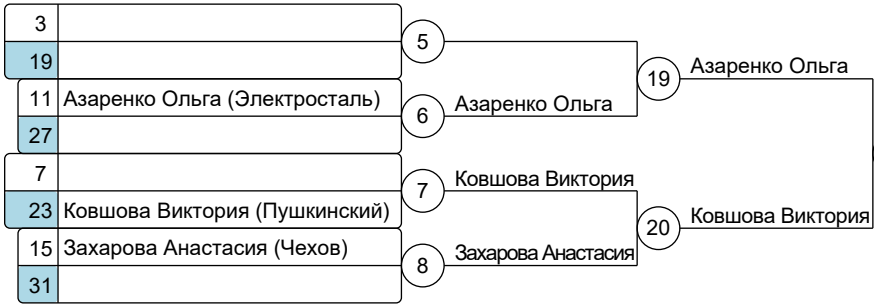 3
5
19
19 Азаренко Ольга
11 Азаренко Ольга (Электросталь)
6 Азаренко Ольга
27
7
7 Ковшова Виктория
23 Ковшова Виктория (Пушкинский)
20 Ковшова Виктория
15 Захарова Анастасия (Чехов)
8 Захарова Анастасия
31